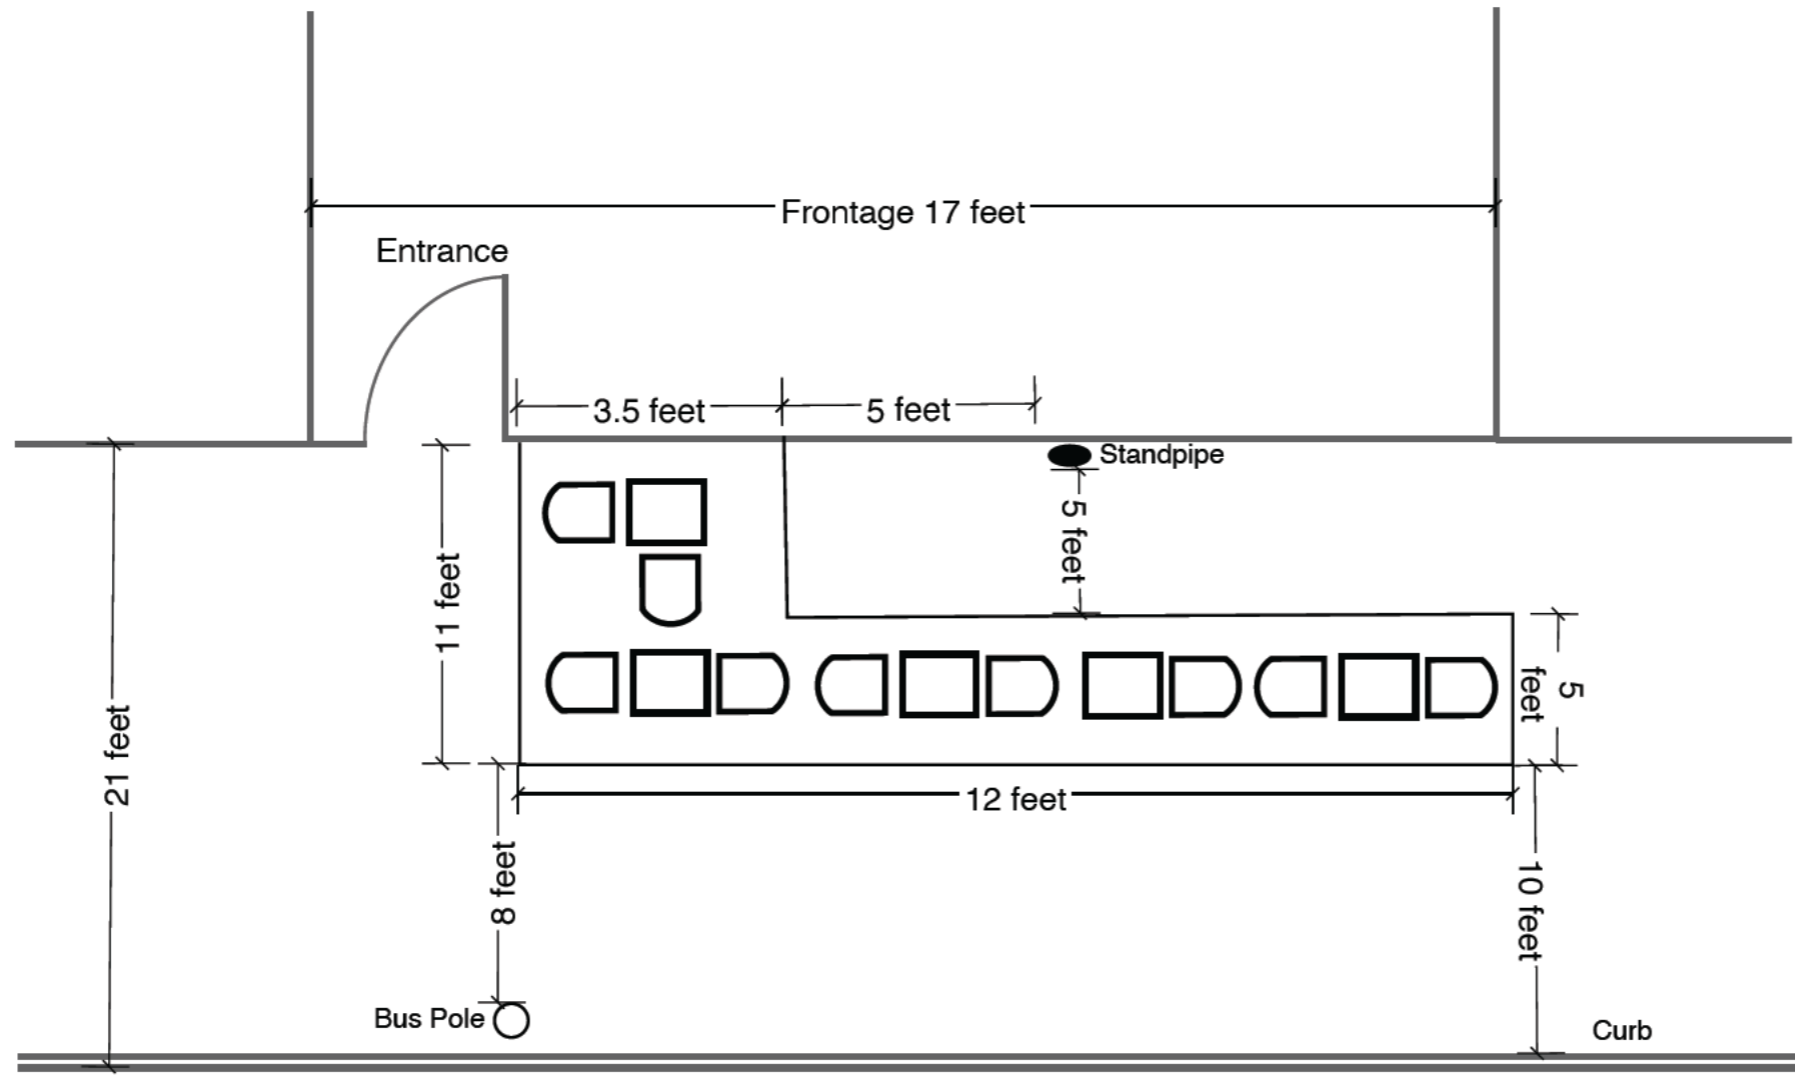 Frontage 17 feet
Entrance
3.5 feet
5 feet
Standpipe
5 feet
11 feet
5
feet
21 feet
12 feet
8 feet
10 feet
Bus Pole
Curb